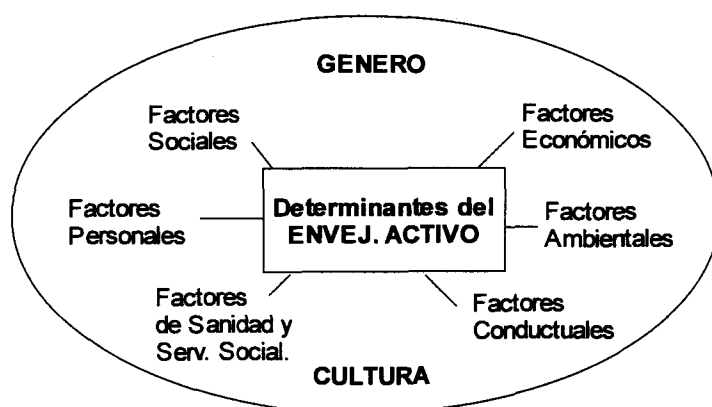 GENERO
Factores
Sociales
Factores
Económicos
Determinantes del
ENVEJ. ACTIVO
Factores
Personales
Factores
Ambientales
Factores
de Sanidad y
Serv. Social.
Factores
Conductuales
CULTURA